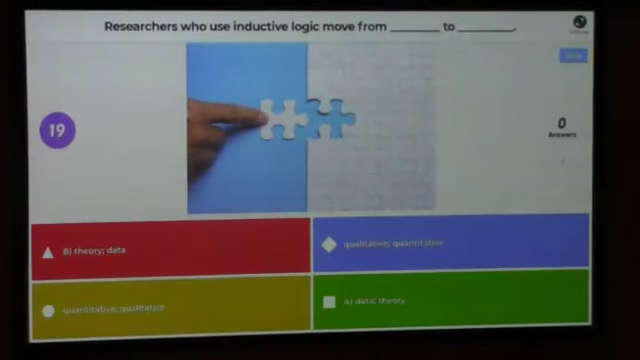 Researchers who use inductive logic move from ________ to ________.
19
0
Answers
B) theory; data
qualitative; quantitative
quantitative; qualitative
A) data; theory